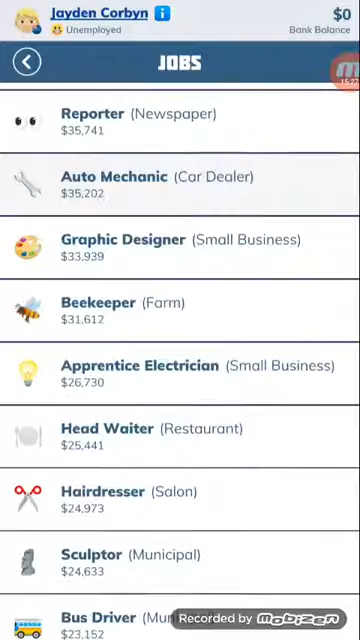 Jayden Corbyn
$0
Unemployed
Bank Balance
JOBS
15:27
Reporter (Newspaper)
$35,741
Auto Mechanic (Car Dealer)
$35,202
Graphic Designer (Small Business)
$33,939
Beekeeper (Farm)
$31,612
Apprentice Electrician (Small Business)
$26,730
Head Waiter (Restaurant)
$25,441
Hairdresser (Salon)
$24,973
Sculptor (Municipal)
$24,633
Bus Driver
Recorded by Mobizen
$23,152